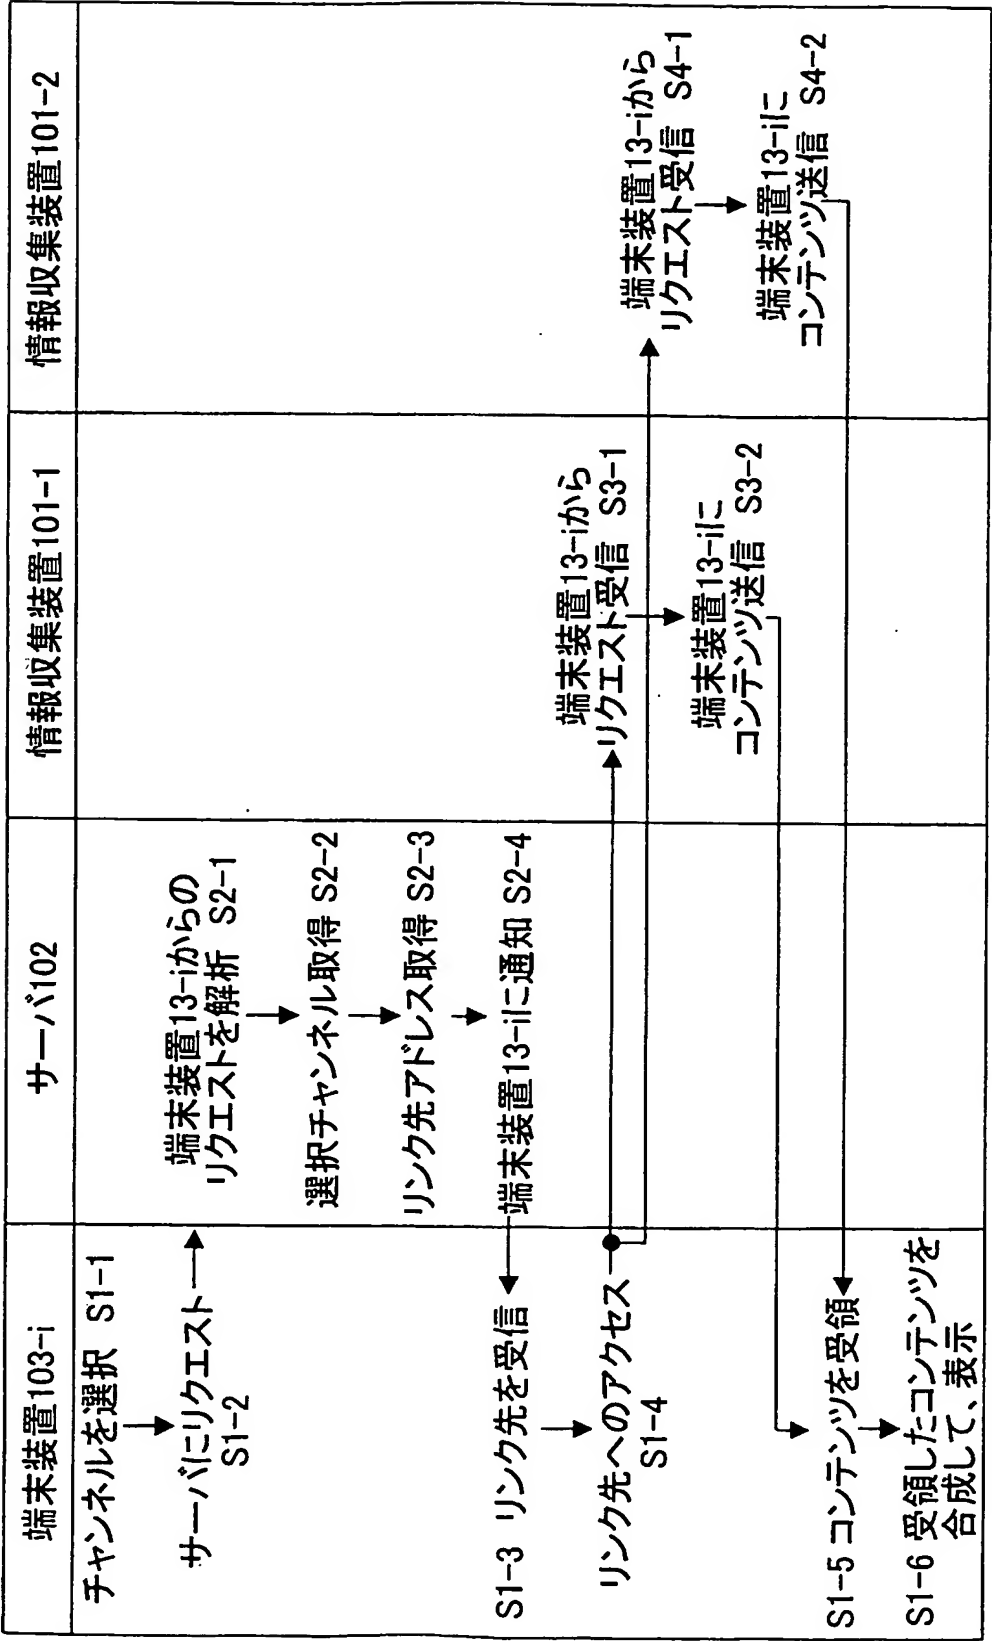 端末装置103-i
サーバ102
情報収集装置101-1
情報収集装置101-2
チャンネルを選択 S1-1
サーバにリクエスト
S1-2
端末装置13-iからの
リクエストを解析 S2-1
選択チャンネル取得 S2-2
リンク先アドレス取得 S2-3
端末装置13-iに通知 S2-4
S1-3 リンク先を受信
リンク先へのアクセス
S1-4
端末装置13-iから
リクエスト受信 S3-1
端末装置13-iに
コンテンツ送信 S3-2
端末装置13-iから
リクエスト受信 S4-1
端末装置13-iに
コンテンツ送信 S4-2
S1-5 コンテンツを受領
S1-6 受領したコンテンツを
合成して、表示